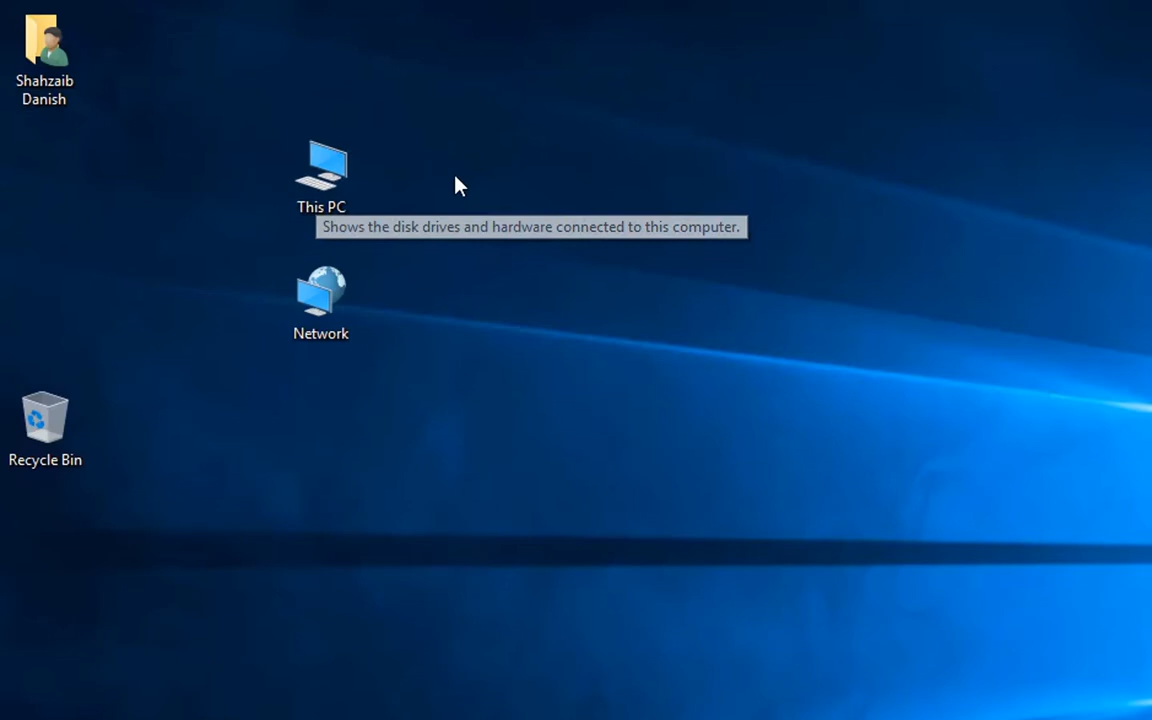 Shahzaib
Danish
This PC
Shows the disk drives and hardware connected to this computer.
Network
Recycle Bin